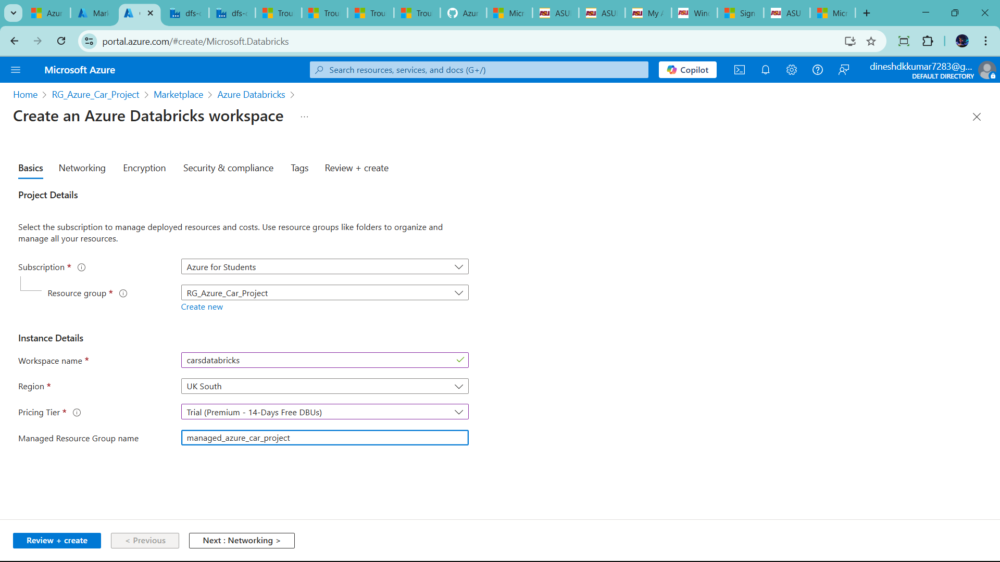 Azur
Mark
dfs-c
dfs-c
Trou
Trou
Trou
Trou
Azur
Micr
ASU
ASU
My A
ASU
Wind
Sign
ASU
ASU
Micr
portal.azure.com/#create/Microsoft.Databricks
Microsoft Azure
Search resources, services, and docs (G+/)
Copilot
dineshdkkumar7283@g...
DEFAULT DIRECTORY
Home > RG_Azure_Car_Project > Marketplace > Azure Databricks >
Create an Azure Databricks workspace ...
Basics
Networking
Encryption
Security & compliance
Tags
Review + create
Project Details
Select the subscription to manage deployed resources and costs. Use resource groups like folders to organize and
manage all your resources.
Subscription *
Azure for Students
Resource group *
RG_Azure_Car_Project
Create new
Instance Details
Workspace name *
carsdatabricks
Region *
UK South
Pricing Tier *
Trial (Premium - 14-Days Free DBUs)
Managed Resource Group name
managed_azure_car_project
Review + create
< Previous
Next : Networking >